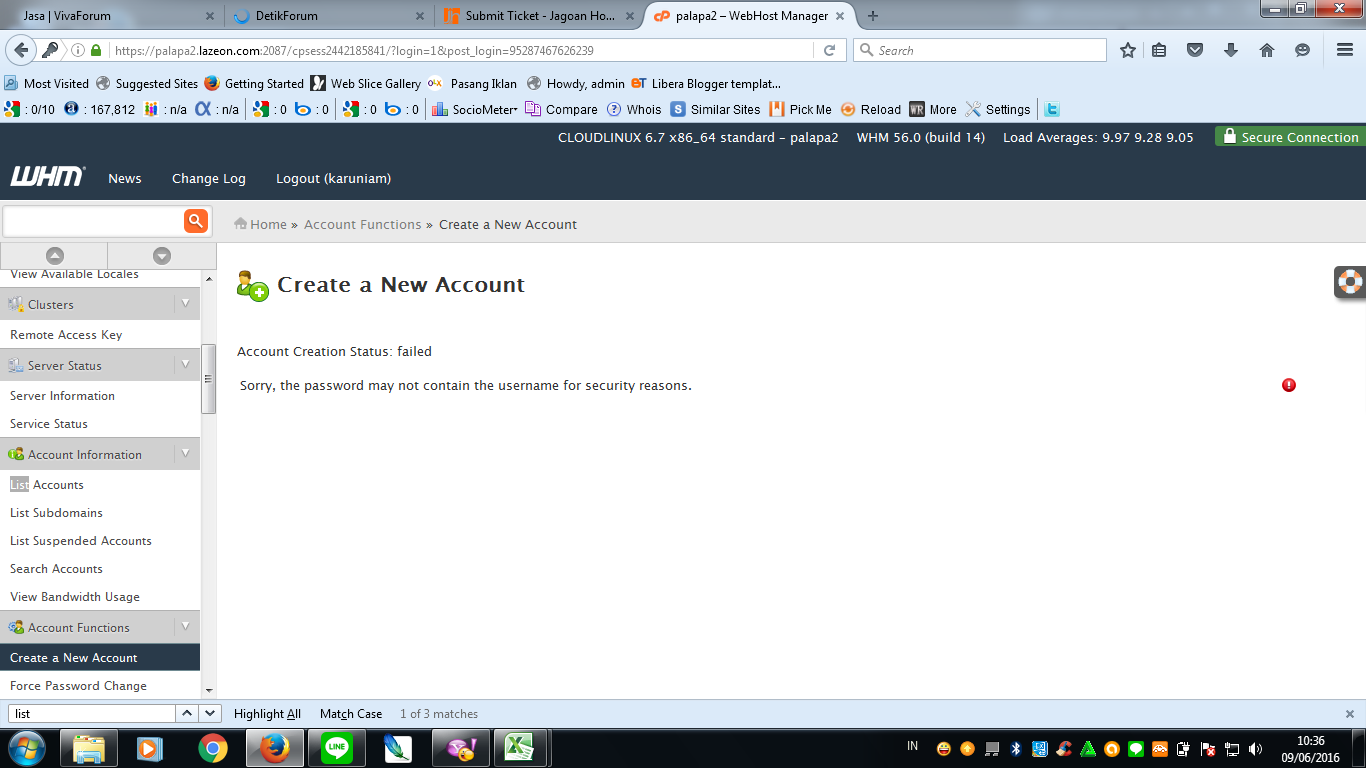 Jasa | VivaForum
DetikForum
Submit Ticket - Jagoan Ho...
palapa2 – WebHost Manager
https://palapa2.lazeon.com:2087/cpsess2442185841/?login=1&post_login=95287467626239
Search
Most Visited
Suggested Sites
Getting Started
Web Slice Gallery
Pasang Iklan
Howdy, admin
Libera Blogger templat...
: 0/10
: 167,812
: n/a
: n/a
: 0
: 0
: 0
: 0
SocioMeter
Compare
Whois
Similar Sites
Pick Me
Reload
More
Settings
CLOUDLINUX 6.7 x86_64 standard – palapa2
WHM 56.0 (build 14)
Load Averages: 9.97 9.28 9.05
Secure Connection
WHM
News
Change Log
Logout (karuniam)
Home » Account Functions » Create a New Account
View Available Locales
Clusters
Remote Access Key
Server Status
Server Information
Service Status
Account Information
List Accounts
List Subdomains
List Suspended Accounts
Search Accounts
View Bandwidth Usage
Account Functions
Create a New Account
Force Password Change
Create a New Account
Account Creation Status: failed
Sorry, the password may not contain the username for security reasons.
list
Highlight All
Match Case
1 of 3 matches
LINE
IN
10:36
09/06/2016